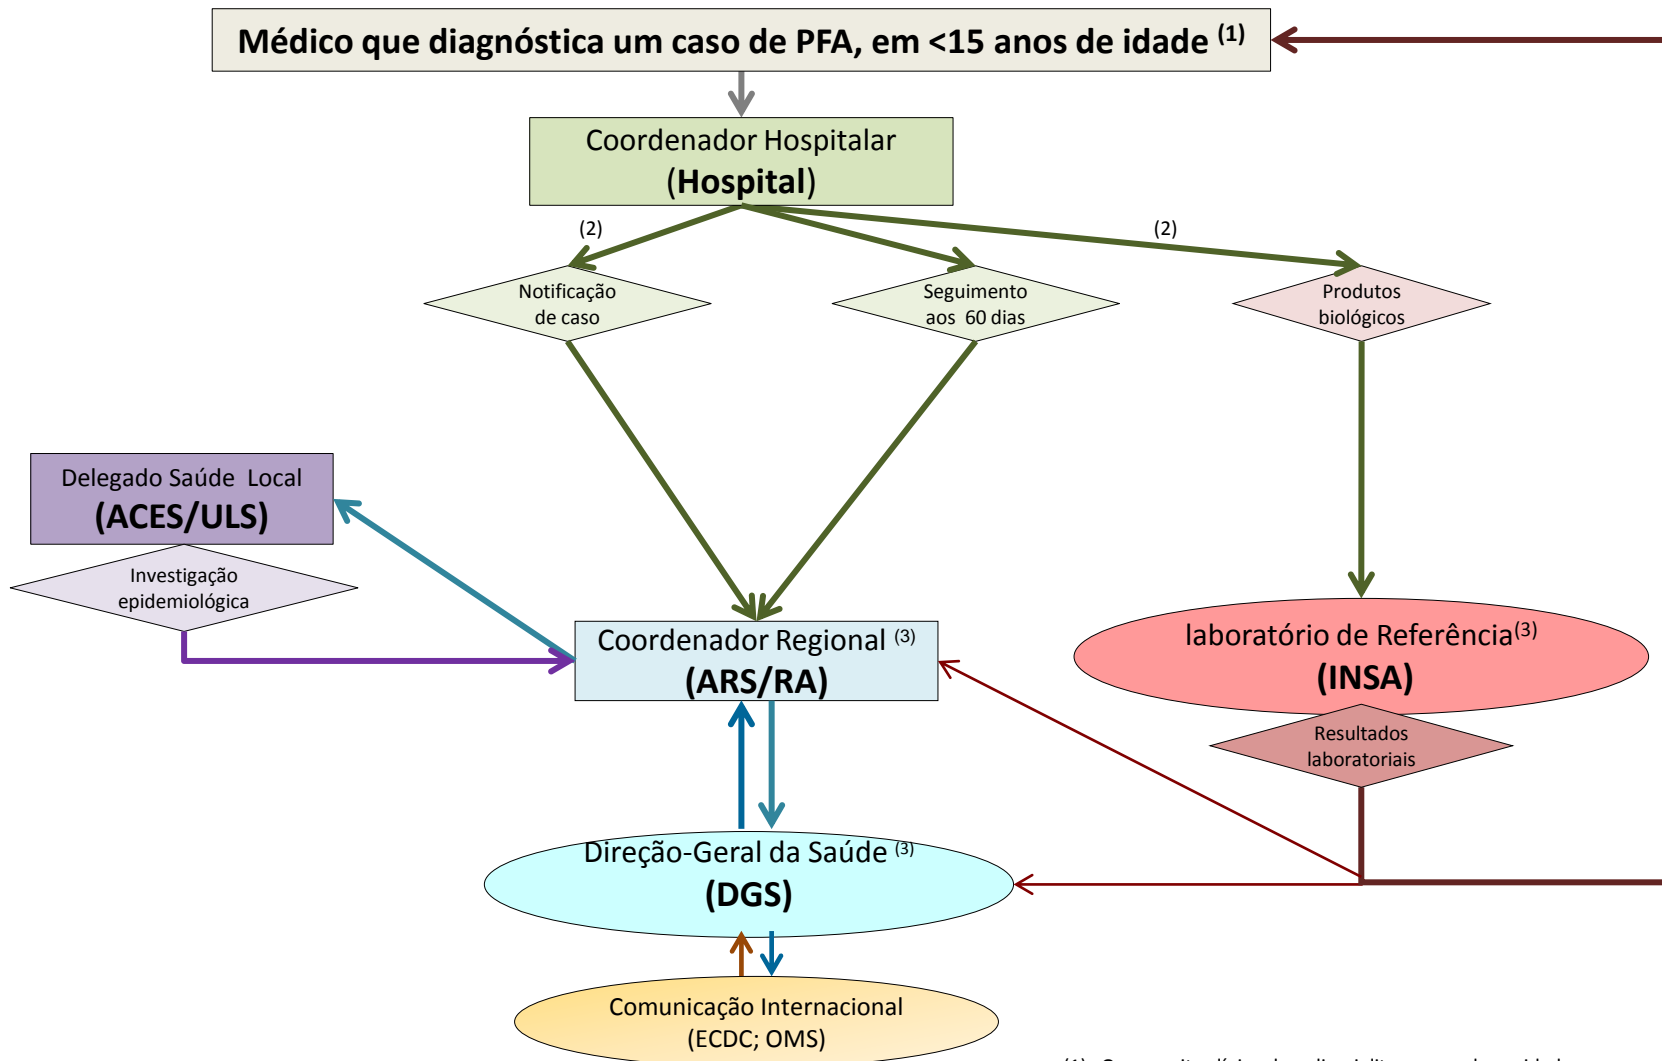 Médico que diagnóstica um caso de PFA, em <15 anos de idade (1)
Coordenador Hospitalar
(Hospital)
(2)
(2)
Notificação
de caso
Seguimento
aos 60 dias
Produtos
biológicos
Delegado Saúde Local
(ACES/ULS)
Investigação
epidemiológica
Coordenador Regional (3)
(ARS/RA)
laboratório de Referência(3)
(INSA)
Resultados
laboratoriais
Direção-Geral da Saúde (3)
(DGS)
Comunicação Internacional
(ECDC; OMS)
(1)